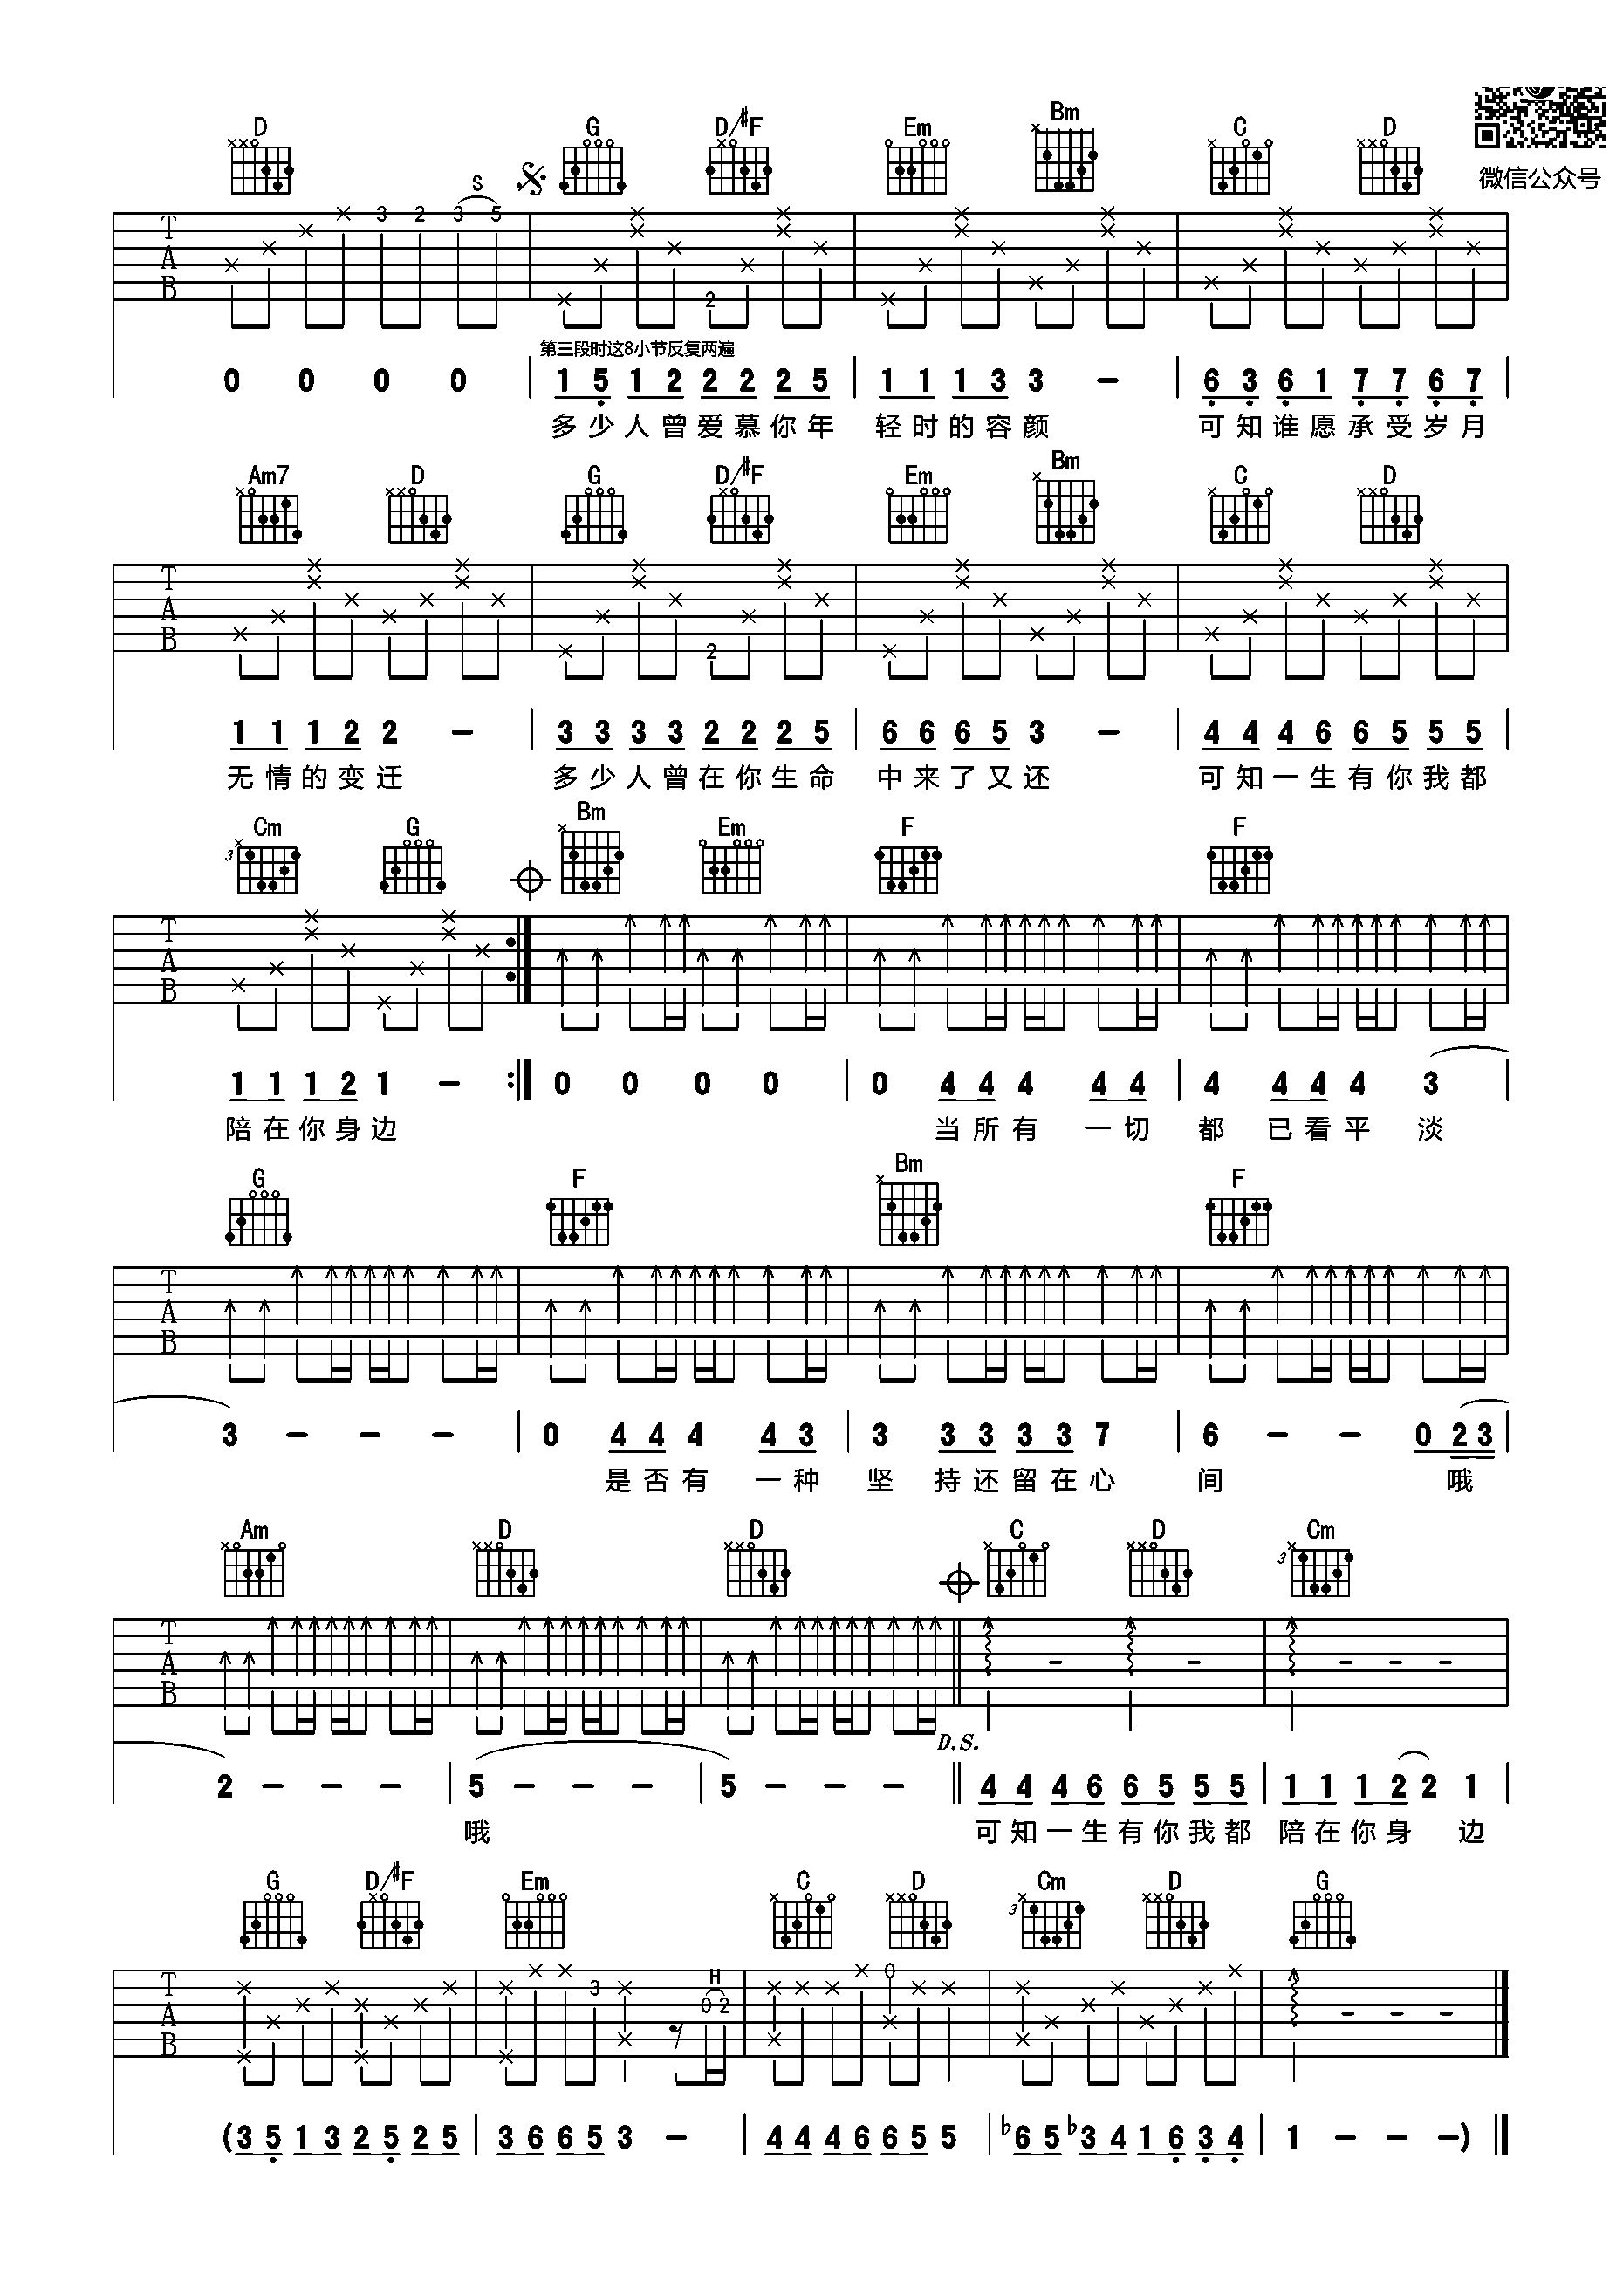 D G D/#F Em Bm C D
微信公众号
S
T A B 3 2 3 5 2
第三段时这8小节反复两遍
0 0 0 0 | 1 5 1 2 2 2 2 5 | 1 1 1 3 3 - | 6 3 6 1 7 7 6 7
多少人曾爱慕你年 轻时的容颜 可知谁愿承受岁月
Am7 D G D/#F Em Bm C D
T A B 2
1 1 1 2 2 - | 3 3 3 3 2 2 2 5 | 6 6 6 5 3 - | 4 4 4 6 6 5 5 5
无情的变迁 多少人曾在你生命 中来了又还 可知一生有你我都
Cm G Bm Em F F
3
T A B
1 1 1 2 1 - :| 0 0 0 0 | 0 4 4 4 4 4 | 4 4 4 4 3 |
陪在你身边 当所有 一切 都 已看平 淡
G F Bm F
T A B
3 - - - | 0 4 4 4 4 3 | 3 3 3 3 3 7 | 6 - - 0 2 3 |
是否有 一种 坚 持还留在心 间 哦
Am D D C D Cm
3
T A B
D.S.
2 - - - | 5 - - - | 5 - - - || 4 4 4 6 6 5 5 5 | 1 1 1 2 2 1 |
哦 可知一生有你我都 陪在你身 边
G D/#F Em C D Cm D G
3
H
T A B 3 0 2 0
(3 5 1 3 2 5 2 5 | 3 6 6 5 3 - | 4 4 4 6 6 5 5 | ♭6 5 ♭3 4 1 6 3 4 | 1 - - -)